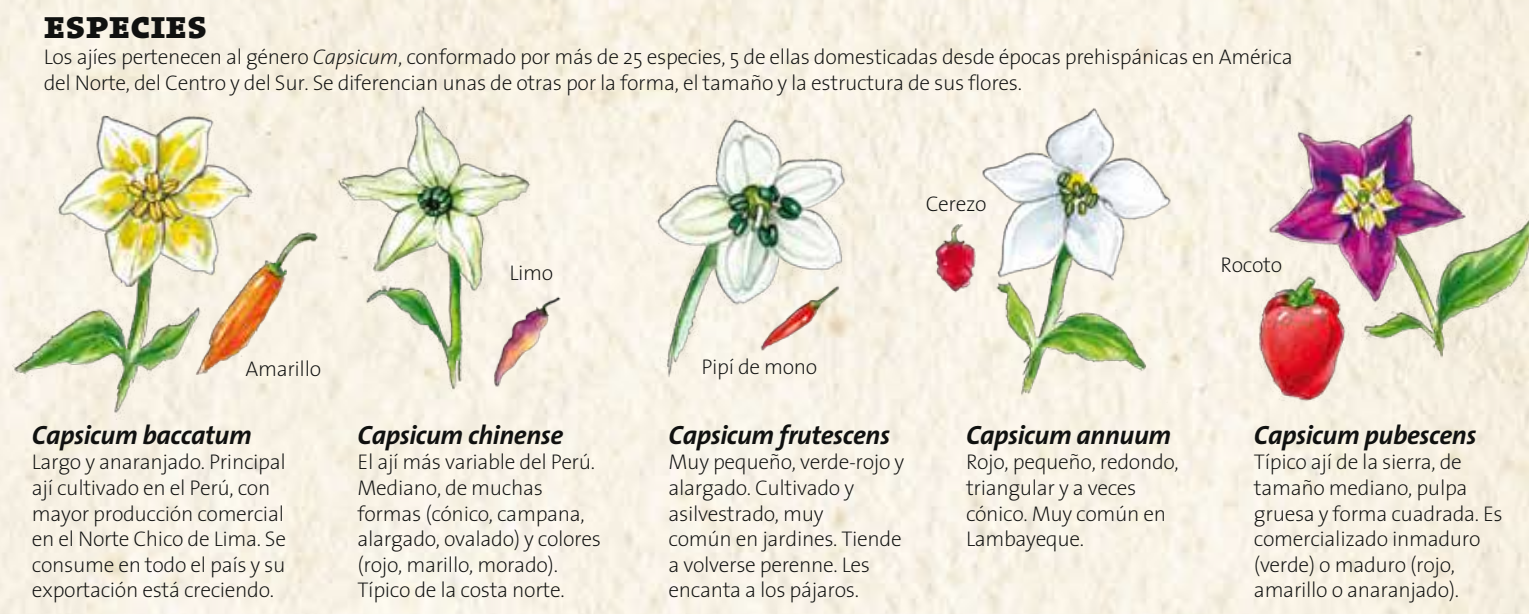 ESPECIES
Los ajíes pertenecen al género Capsicum, conformado por más de 25 especies, 5 de ellas domesticadas desde épocas prehispánicas en América
del Norte, del Centro y del Sur. Se diferencian unas de otras por la forma, el tamaño y la estructura de sus flores.
Amarillo
Capsicum baccatum
Largo y anaranjado. Principal
ají cultivado en el Perú, con
mayor producción comercial
en el Norte Chico de Lima. Se
consume en todo el país y su
exportación está creciendo.
Limo
Capsicum chinense
El ají más variable del Perú.
Mediano, de muchas
formas (cónico, campana,
alargado, ovalado) y colores
(rojo, marillo, morado).
Típico de la costa norte.
Pipí de mono
Capsicum frutescens
Muy pequeño, verde-rojo y
alargado. Cultivado y
asilvestrado, muy
común en jardines. Tiende
a volverse perenne. Les
encanta a los pájaros.
Cerezo
Capsicum annuum
Rojo, pequeño, redondo,
triangular y a veces
cónico. Muy común en
Lambayeque.
Rocoto
Capsicum pubescens
Típico ají de la sierra, de
tamaño mediano, pulpa
gruesa y forma cuadrada. Es
comercializado inmaduro
(verde) o maduro (rojo,
amarillo o anaranjado).